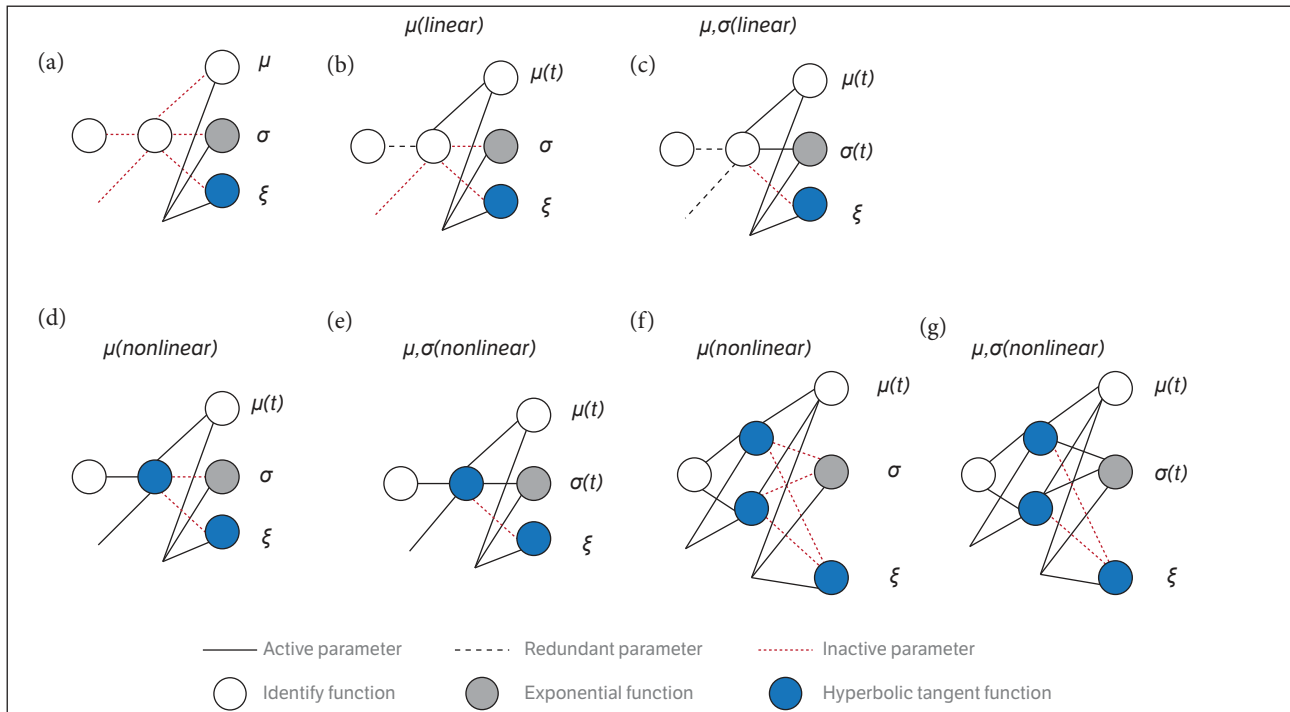 μ(linear)
μ,σ(linear)
(a)
μ
σ
ξ
(b)
μ(t)
σ
ξ
(c)
μ(t)
σ(t)
ξ
(d)
μ(nonlinear)
μ(t)
σ
ξ
(e)
μ,σ(nonlinear)
μ(t)
σ(t)
ξ
(f)
μ(nonlinear)
μ(t)
σ
ξ
(g)
μ,σ(nonlinear)
μ(t)
σ(t)
ξ
Active parameter
Redundant parameter
Inactive parameter
Identify function
Exponential function
Hyperbolic tangent function